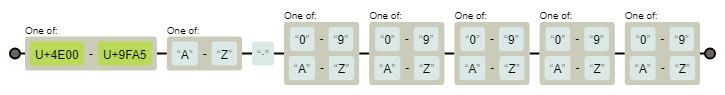 One of:
U+4E00 - U+9FA5
One of:
“A” - “Z”
“.”
One of:
“0” - “9”
“A” - “Z”
One of:
“0” - “9”
“A” - “Z”
One of:
“0” - “9”
“A” - “Z”
One of:
“0” - “9”
“A” - “Z”
One of:
“0” - “9”
“A” - “Z”